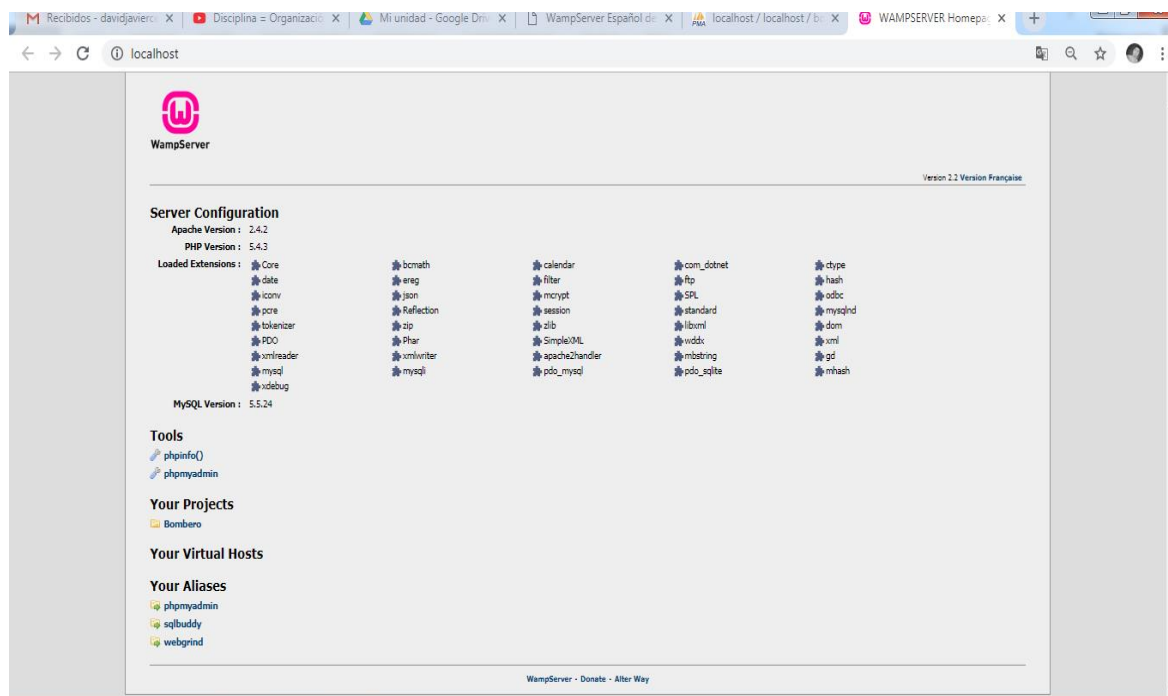 Recibidos - davidjavierc
Disciplina = Organizació
Mi unidad - Google Driv
WampServer Español de
PMA localhost / localhost / bo
WAMPSERVER Homepag
localhost
WampServer
Version 2.2 Version Française
Server Configuration
Apache Version : 2.4.2
PHP Version : 5.4.3
Loaded Extensions : Core bcmath calendar com_dotnet ctype
date ereg filter ftp hash
iconv json mcrypt SPL odbc
pcre Reflection session standard mysqlnd
tokenizer zip zlib libxml dom
PDO Phar SimpleXML wddx xml
xmlreader xmlwriter apache2handler mbstring gd
mysql mysqli pdo_mysql pdo_sqlite mhash
xdebug
MySQL Version : 5.5.24
Tools
phpinfo()
phpmyadmin
Your Projects
Bombero
Your Virtual Hosts
Your Aliases
phpmyadmin
sqlbuddy
webgrind
WampServer - Donate - Alter Way